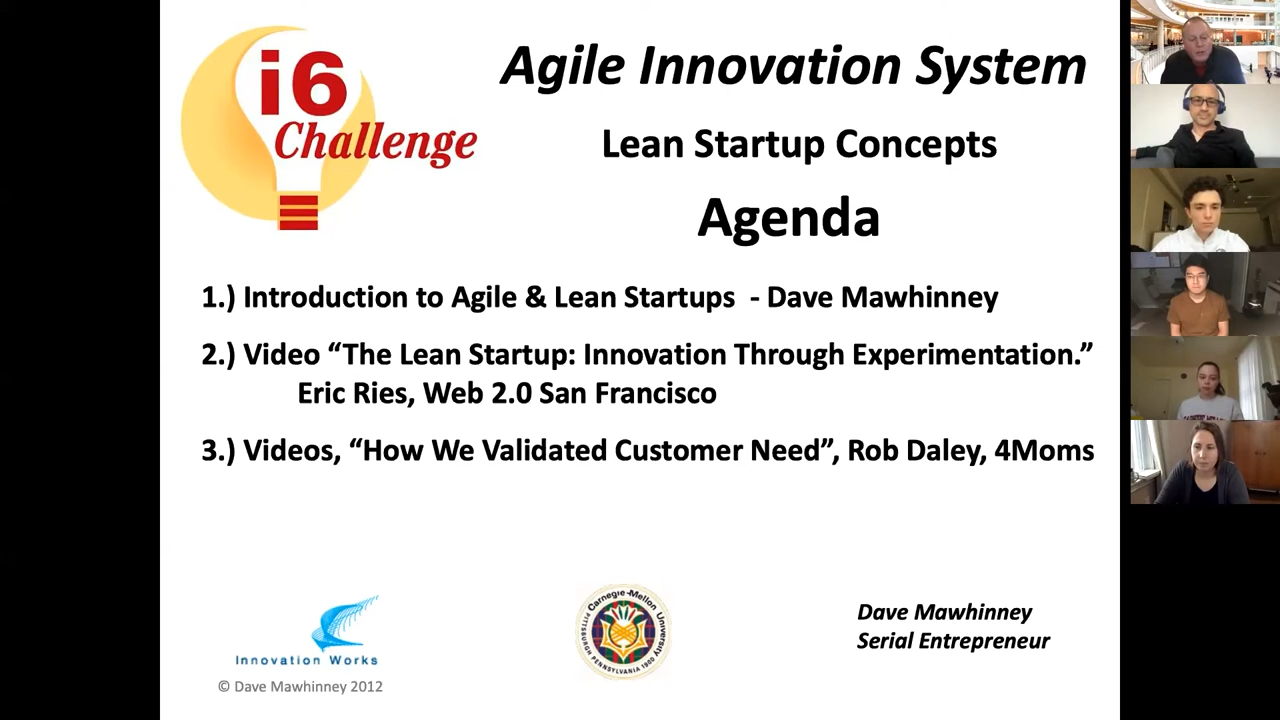 i6
Challenge
Agile Innovation System
Lean Startup Concepts
Agenda
1.) Introduction to Agile & Lean Startups - Dave Mawhinney
2.) Video “The Lean Startup: Innovation Through Experimentation.”
Eric Ries, Web 2.0 San Francisco
3.) Videos, “How We Validated Customer Need”, Rob Daley, 4Moms
Innovation Works
© Dave Mawhinney 2012
Carnegie-Mellon University
PITTSBURGH PENNSYLVANIA 1900
Dave Mawhinney
Serial Entrepreneur